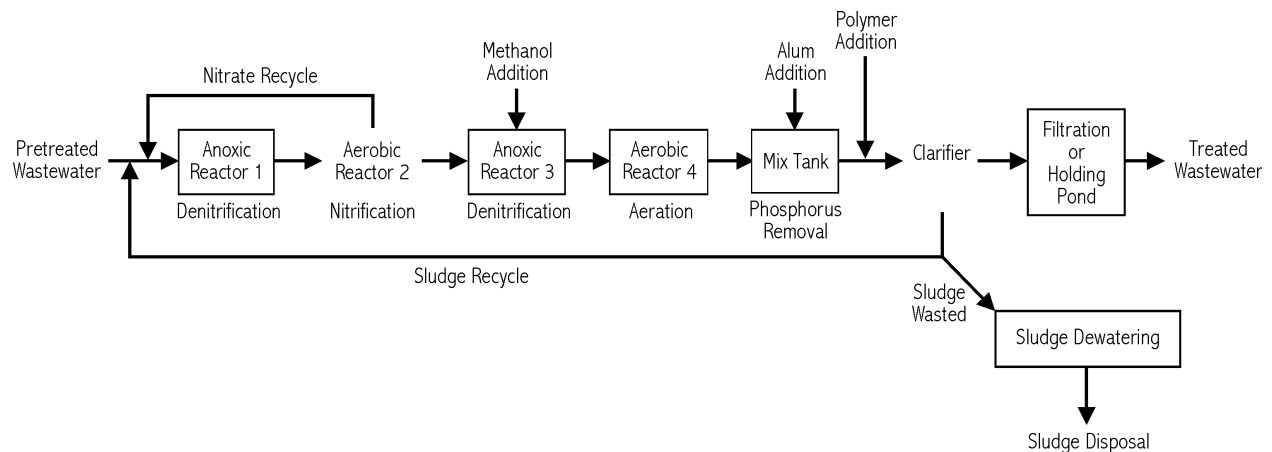 Polymer
Addition
Methanol
Addition
Alum
Addition
Nitrate Recycle
Pretreated
Wastewater
Anoxic
Reactor 1
Denitrification
Aerobic
Reactor 2
Nitrification
Anoxic
Reactor 3
Denitrification
Aerobic
Reactor 4
Aeration
Mix Tank
Phosphorus
Removal
Clarifier
Filtration
or
Holding
Pond
Treated
Wastewater
Sludge Recycle
Sludge
Wasted
Sludge Dewatering
Sludge Disposal